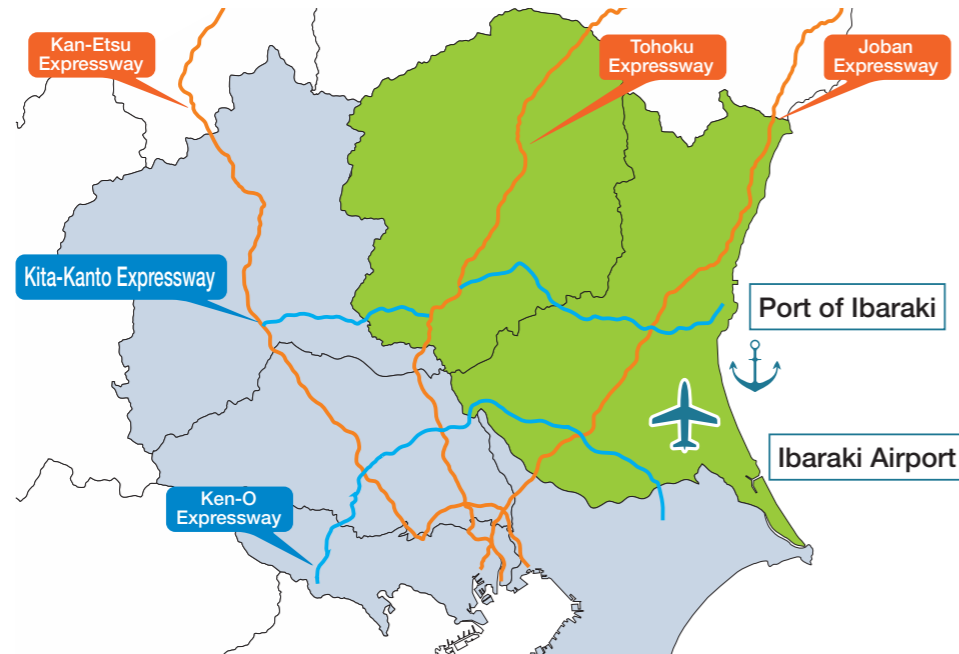 Kan-Etsu
Expressway
Tohoku
Expressway
Joban
Expressway
Kita-Kanto Expressway
Port of Ibaraki
Ibaraki Airport
Ken-O
Expressway